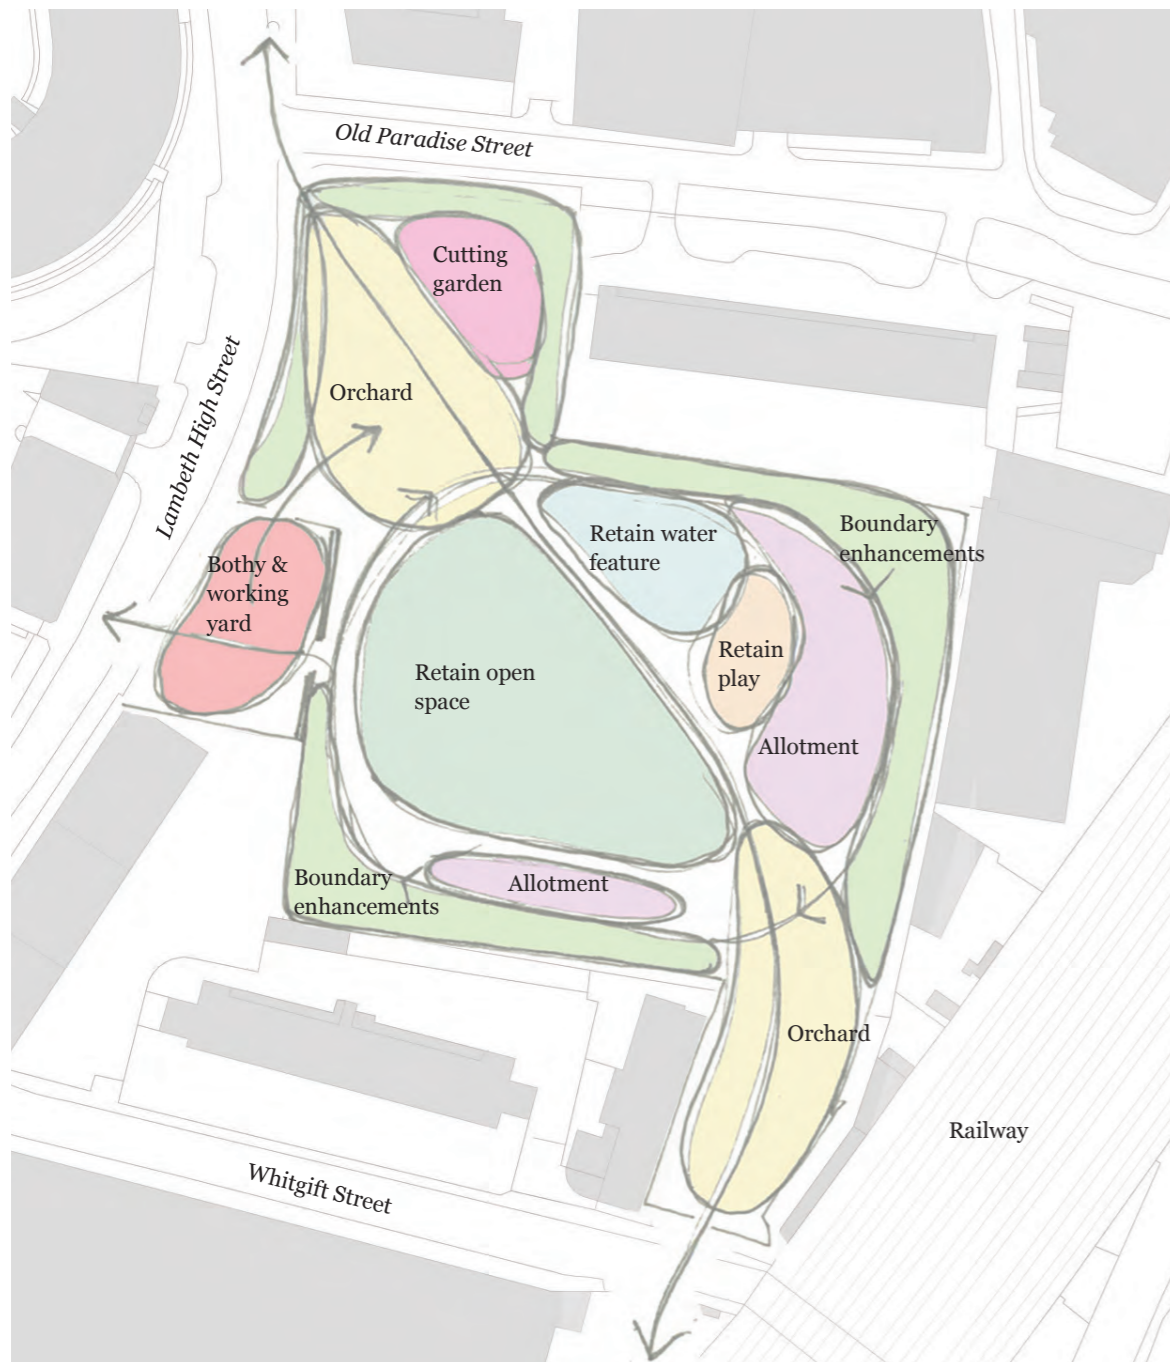 Old Paradise Street
Cutting
garden
Orchard
Lambeth High Street
Retain water
feature
Boundary
enhancements
Bothy &
working
yard
Retain open
space
Retain
play
Allotment
Boundary
enhancements
Allotment
Orchard
Railway
Whitgift Street